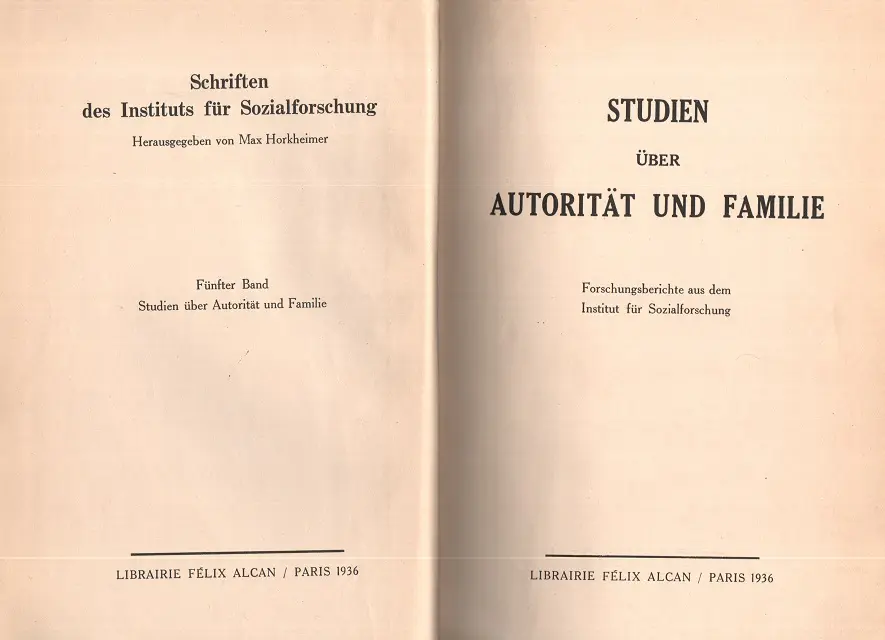 Schriften
des Instituts für Sozialforschung
Herausgegeben von Max Horkheimer
Fünfter Band
Studien über Autorität und Familie
LIBRAIRIE FÉLIX ALCAN / PARIS 1936
STUDIEN
ÜBER
AUTORITÄT UND FAMILIE
Forschungsberichte aus dem
Institut für Sozialforschung
LIBRAIRIE FÉLIX ALCAN / PARIS 1936